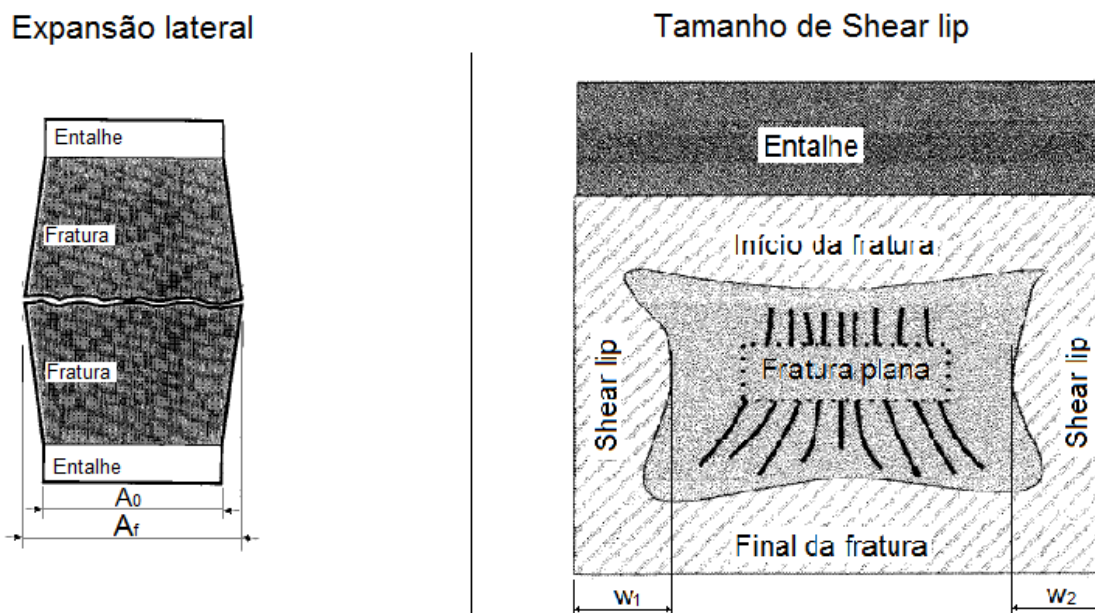 Expansão lateral
Entalhe
Fratura
Fratura
Entalhe
A0
Af
Tamanho de Shear lip
Entalhe
Início da fratura
Shear lip
Fratura plana
Shear lip
Final da fratura
w1
w2